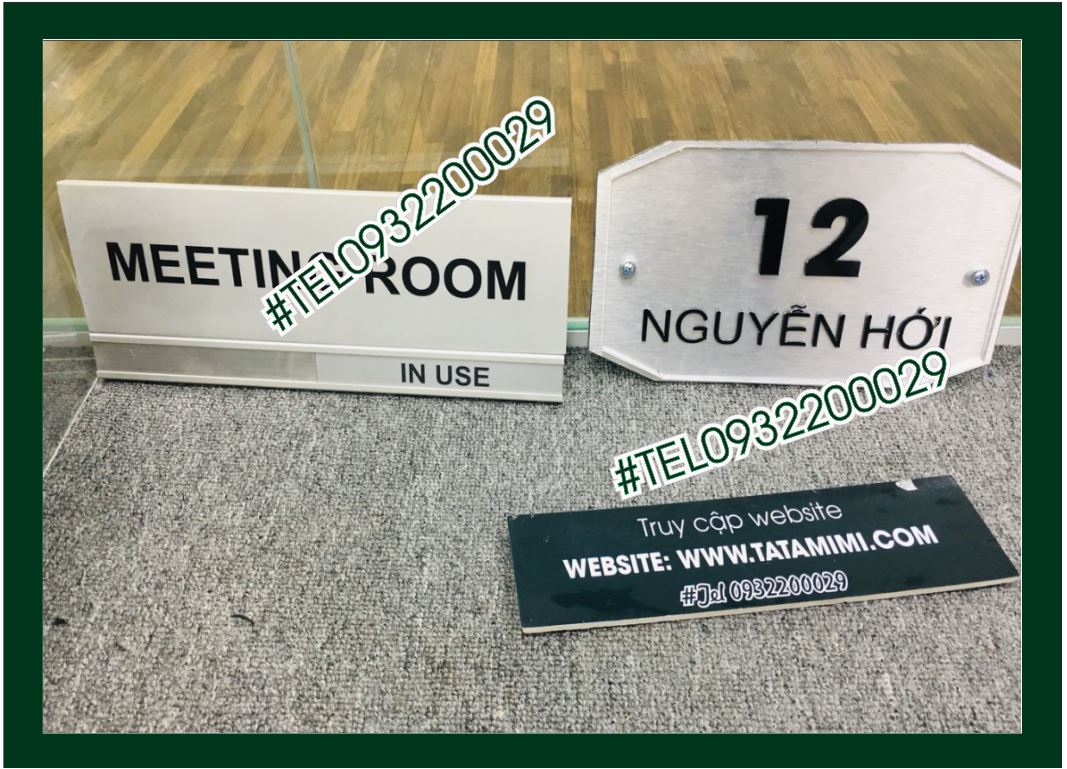 MEETING ROOM
IN USE
#TEL0932200029
12
NGUYỄN HỚI
#TEL0932200029
Truy cập website
WEBSITE: WWW.TATAMIMI.COM
#Tel 0932200029